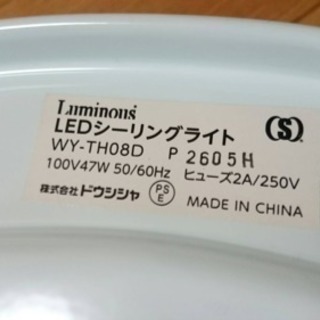 Luminous
LEDシーリングライト
WY-TH08D P 2605H
100V47W 50/60Hz ヒューズ2A/250V
株式会社ドウシシャ PSE MADE IN CHINA
(S)